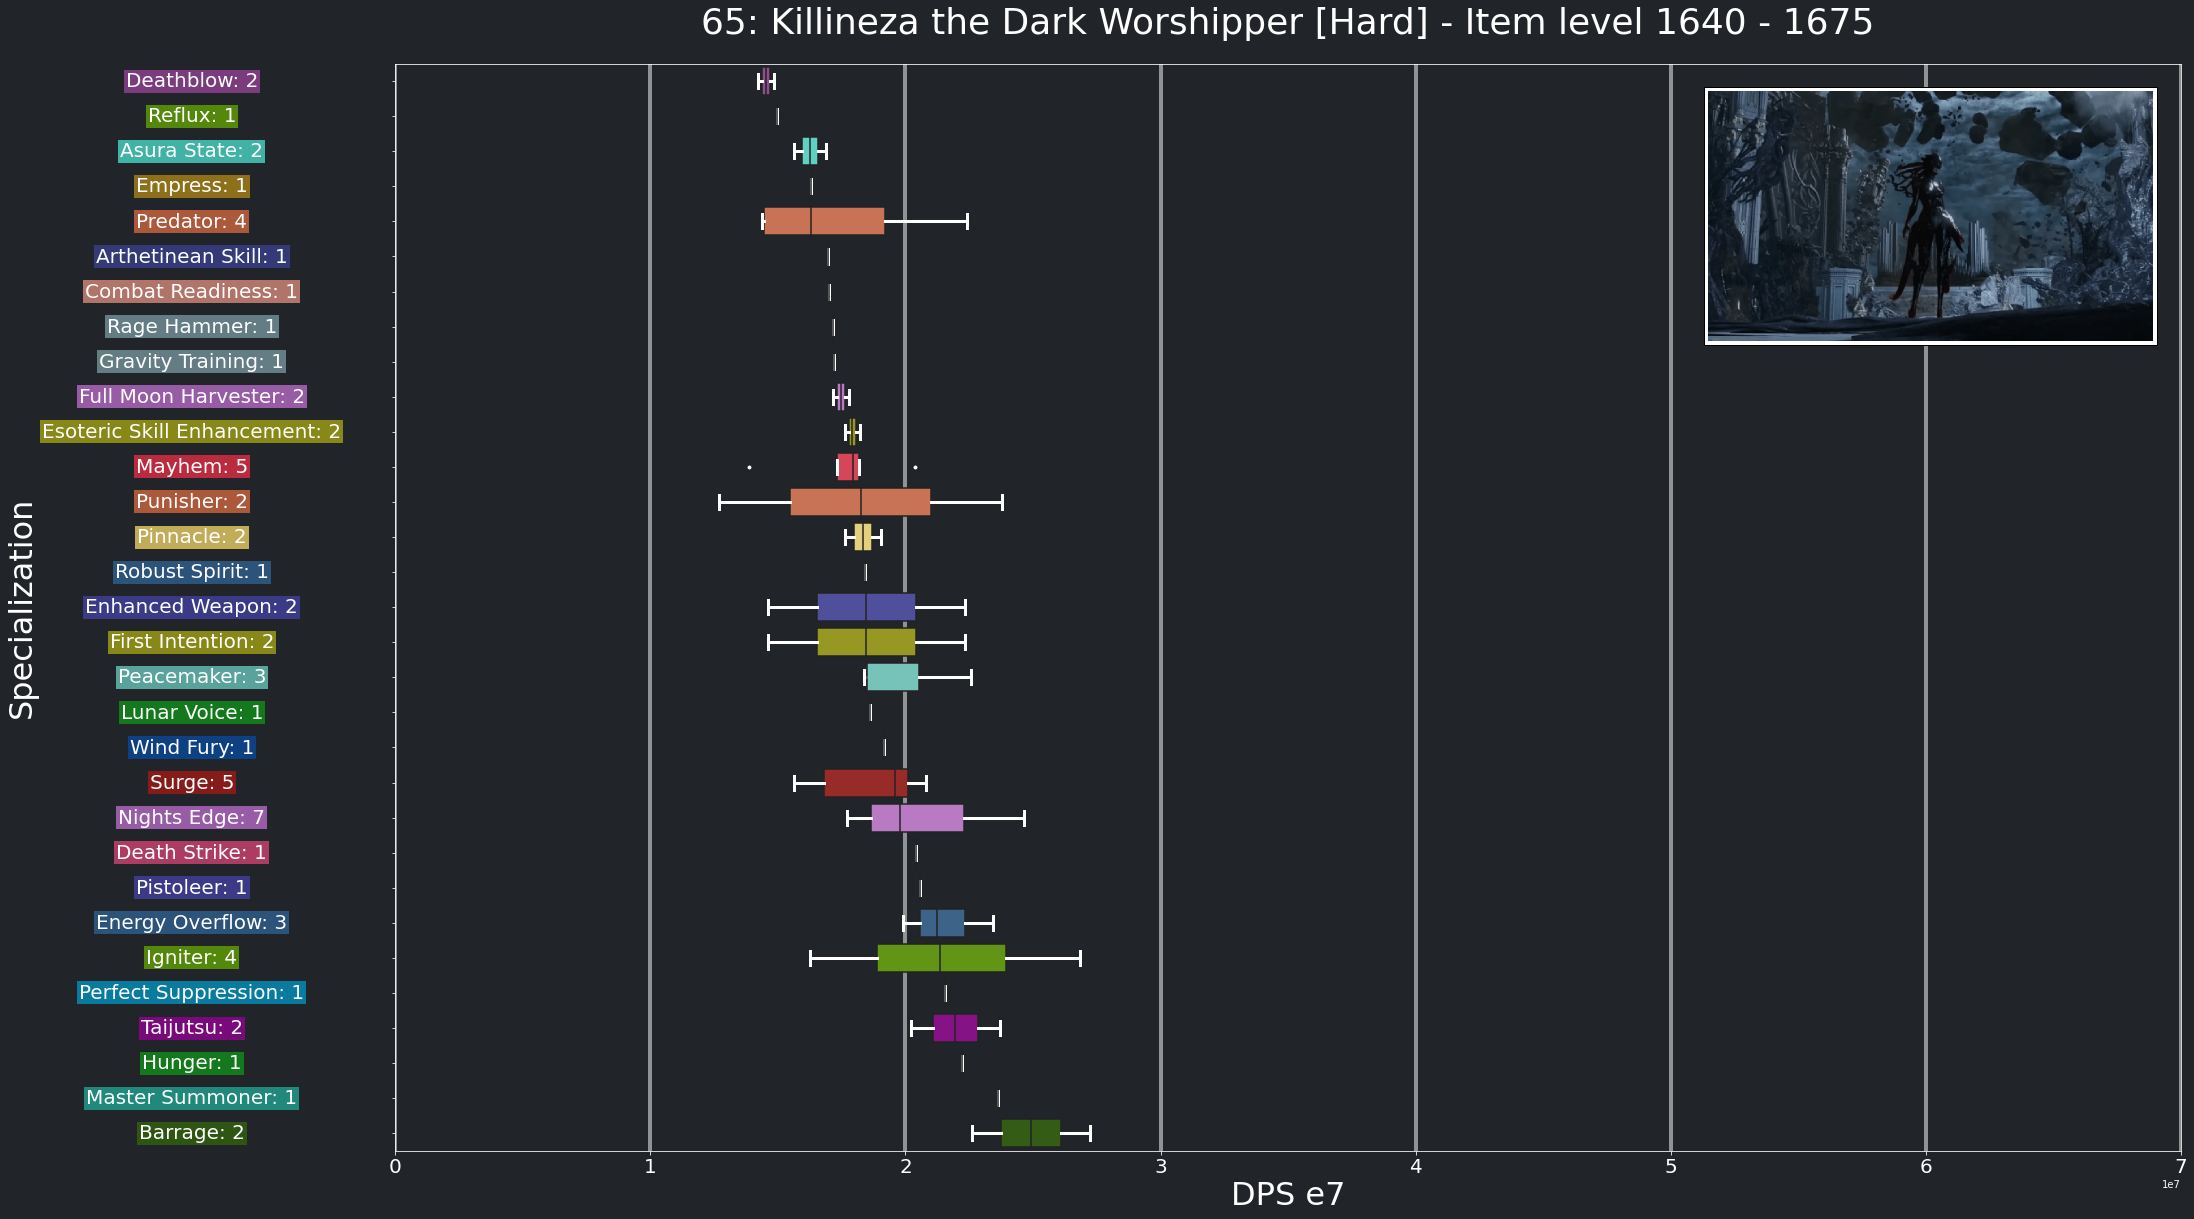 65: Killineza the Dark Worshipper [Hard] - Item level 1640 - 1675
Deathblow: 2
Reflux: 1
Asura State: 2
Empress: 1
Predator: 4
Arthetinean Skill: 1
Combat Readiness: 1
Rage Hammer: 1
Gravity Training: 1
Full Moon Harvester: 2
Esoteric Skill Enhancement: 2
Mayhem: 5
Punisher: 2
Pinnacle: 2
Robust Spirit: 1
Enhanced Weapon: 2
First Intention: 2
Peacemaker: 3
Lunar Voice: 1
Wind Fury: 1
Surge: 5
Nights Edge: 7
Death Strike: 1
Pistoleer: 1
Energy Overflow: 3
Igniter: 4
Perfect Suppression: 1
Taijutsu: 2
Hunger: 1
Master Summoner: 1
Barrage: 2
Specialization
0 1 2 3 4 5 6 7
1e7
DPS e7